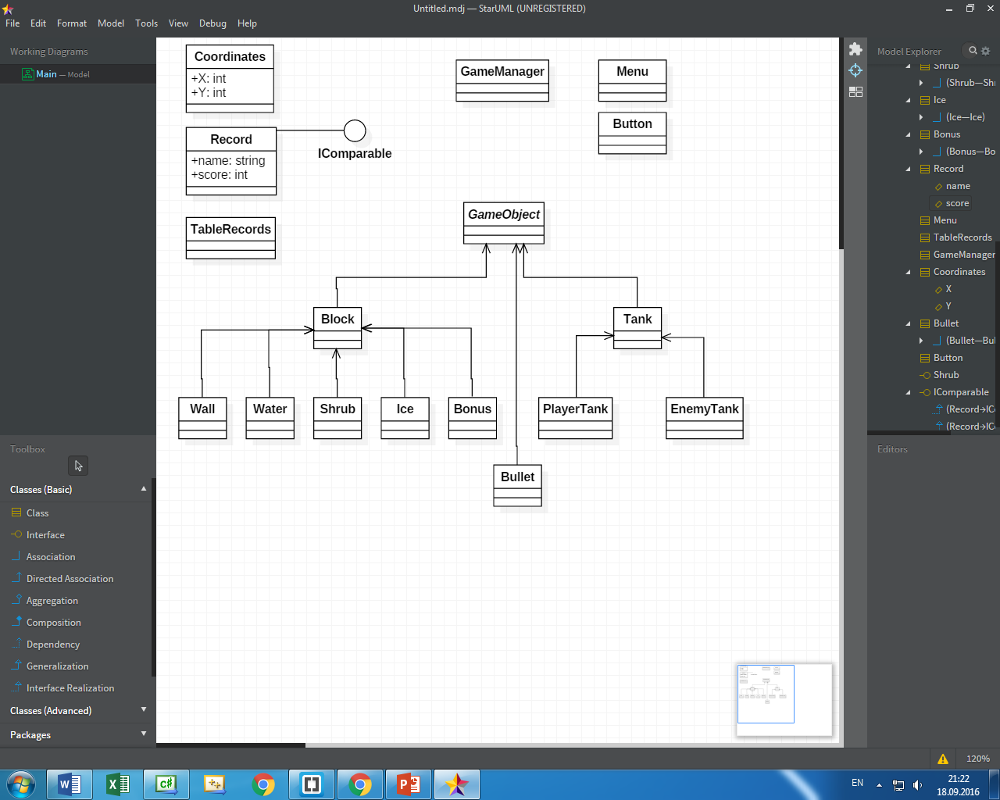 Untitled.mdj — StarUML (UNREGISTERED)
File Edit Format Model Tools View Debug Help
Working Diagrams
Main — Model
Coordinates
+X: int
+Y: int
Record
+name: string
+score: int
IComparable
TableRecords
GameManager
Menu
Button
GameObject
Block
Tank
Wall
Water
Shrub
Ice
Bonus
PlayerTank
EnemyTank
Bullet
Model Explorer
Shrub
(Shrub—Shr
Ice
(Ice—Ice)
Bonus
(Bonus—Bo
Record
name
score
Menu
TableRecords
GameManager
Coordinates
X
Y
Bullet
(Bullet—Bul
Button
Shrub
IComparable
(Record→IC
(Record→IC
Editors
Toolbox
Classes (Basic)
Class
Interface
Association
Directed Association
Aggregation
Composition
Dependency
Generalization
Interface Realization
Classes (Advanced)
Packages
120%
EN
21:22
18.09.2016